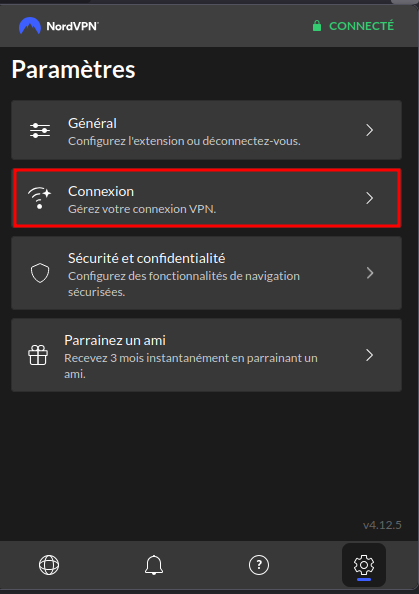 NordVPN®
CONNECTÉ
Paramètres
Général
Configurez l'extension ou déconnectez-vous.
Connexion
Gérez votre connexion VPN.
Sécurité et confidentialité
Configurez des fonctionnalités de navigation
sécurisées.
Parrainez un ami
Recevez 3 mois instantanément en parrainant un
ami.
v4.12.5
?